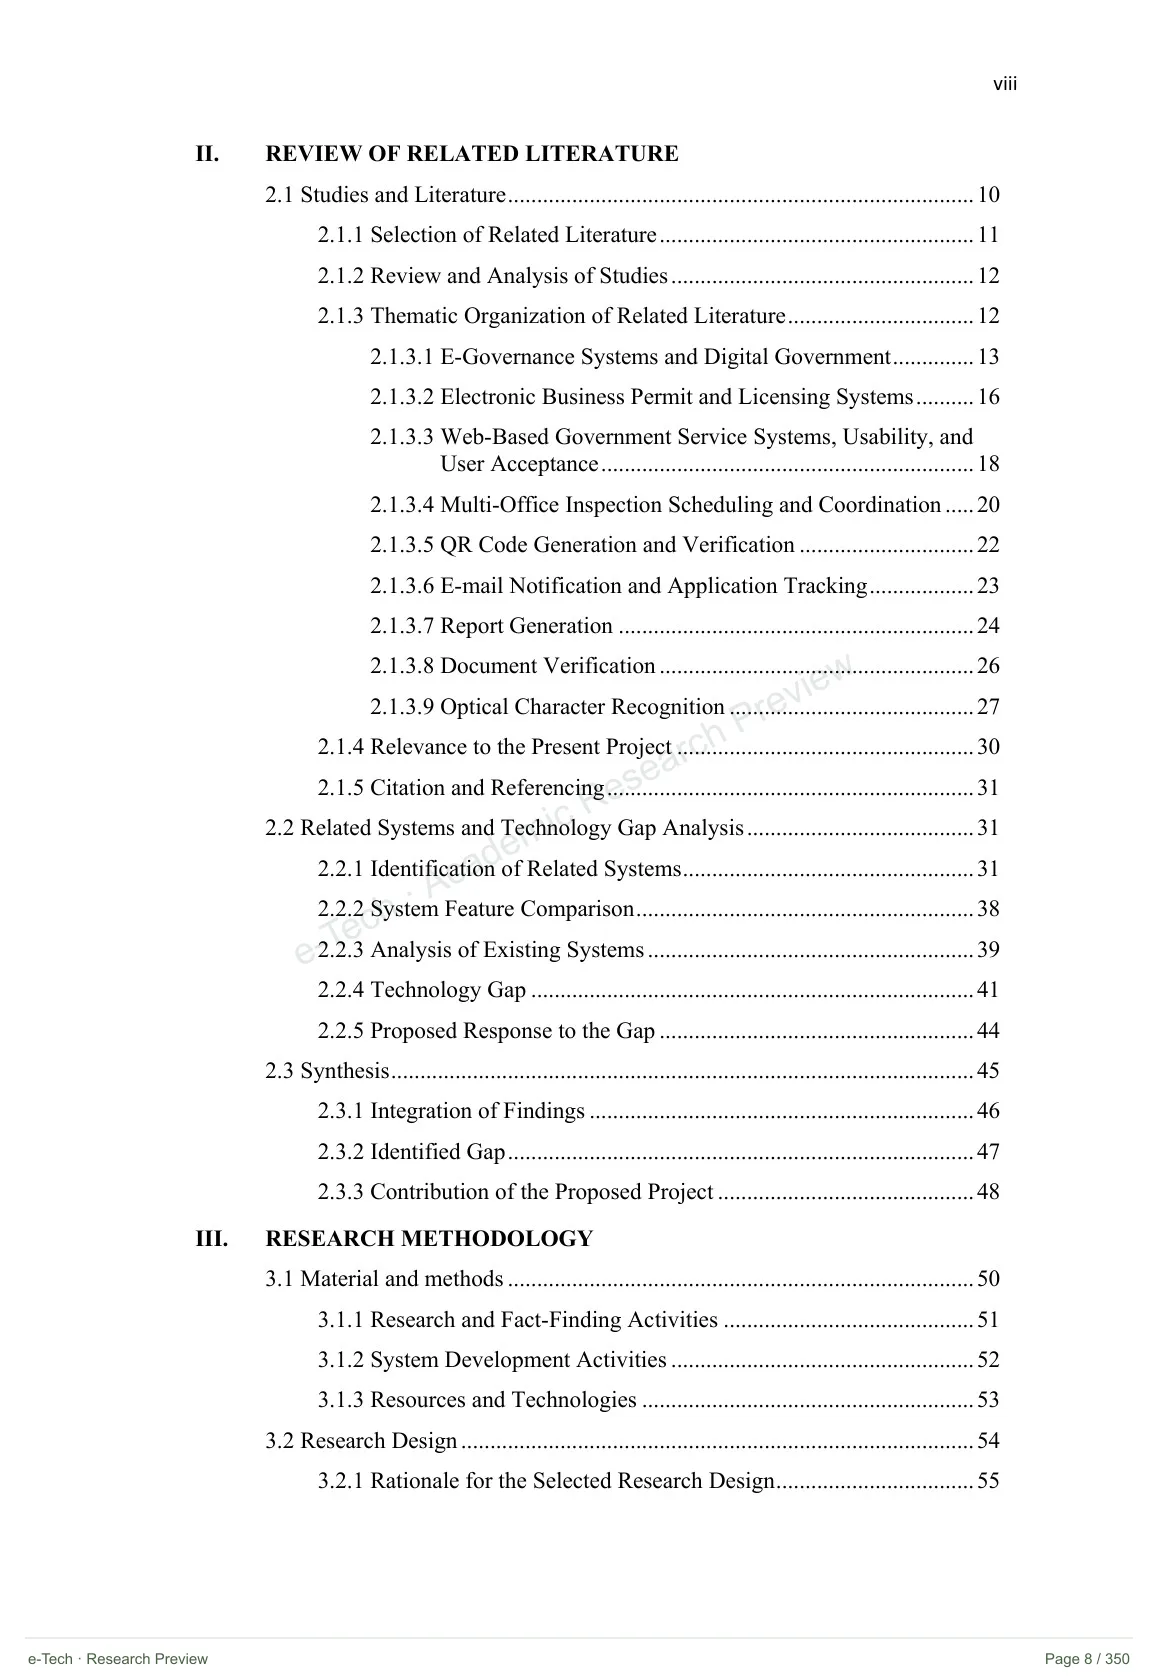 viii
II. REVIEW OF RELATED LITERATURE
2.1 Studies and Literature................................................................................ 10
2.1.1 Selection of Related Literature...................................................... 11
2.1.2 Review and Analysis of Studies.................................................... 12
2.1.3 Thematic Organization of Related Literature................................ 12
2.1.3.1 E-Governance Systems and Digital Government.............. 13
2.1.3.2 Electronic Business Permit and Licensing Systems.......... 16
2.1.3.3 Web-Based Government Service Systems, Usability, and
User Acceptance................................................................ 18
2.1.3.4 Multi-Office Inspection Scheduling and Coordination ..... 20
2.1.3.5 QR Code Generation and Verification .............................. 22
2.1.3.6 E-mail Notification and Application Tracking.................. 23
2.1.3.7 Report Generation ............................................................. 24
2.1.3.8 Document Verification ...................................................... 26
2.1.3.9 Optical Character Recognition .......................................... 27
2.1.4 Relevance to the Present Project ................................................... 30
2.1.5 Citation and Referencing............................................................... 31
2.2 Related Systems and Technology Gap Analysis....................................... 31
2.2.1 Identification of Related Systems.................................................. 31
2.2.2 System Feature Comparison.......................................................... 38
2.2.3 Analysis of Existing Systems ........................................................ 39
2.2.4 Technology Gap ............................................................................ 41
2.2.5 Proposed Response to the Gap ...................................................... 44
2.3 Synthesis.................................................................................................... 45
2.3.1 Integration of Findings .................................................................. 46
2.3.2 Identified Gap................................................................................ 47
2.3.3 Contribution of the Proposed Project ............................................ 48
III. RESEARCH METHODOLOGY
3.1 Material and methods ................................................................................ 50
3.1.1 Research and Fact-Finding Activities ........................................... 51
3.1.2 System Development Activities .................................................... 52
3.1.3 Resources and Technologies ......................................................... 53
3.2 Research Design ........................................................................................ 54
3.2.1 Rationale for the Selected Research Design.................................. 55
e-Tech · Academic Research Preview
e-Tech · Research Preview
Page 8 / 350